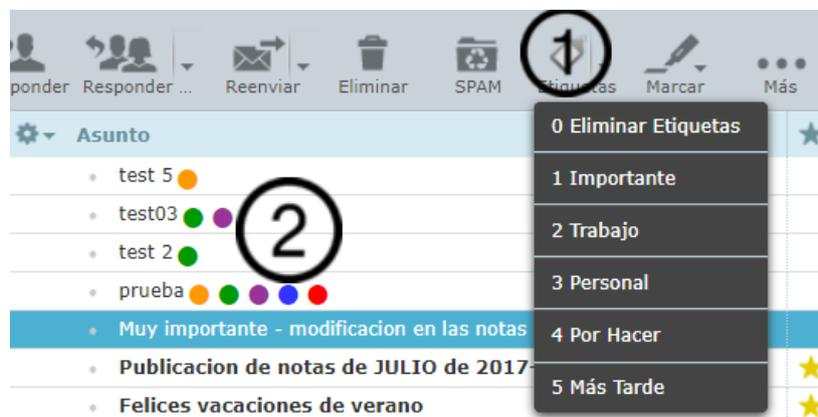 ponder Responder ... Reenviar Eliminar SPAM Etiquetas Marcar Más
1
Asunto
test 5
test03
test 2
prueba
Muy importante - modificacion en las notas
Publicacion de notas de JULIO de 2017-
Felices vacaciones de verano
2
0 Eliminar Etiquetas
1 Importante
2 Trabajo
3 Personal
4 Por Hacer
5 Más Tarde